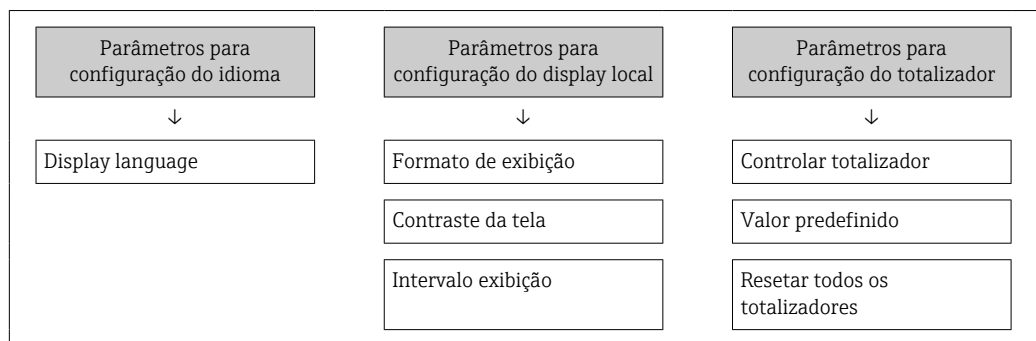 Parâmetros para
configuração do idioma
↓
Display language
Parâmetros para
configuração do display local
↓
Formato de exibição
Contraste da tela
Intervalo exibição
Parâmetros para
configuração do totalizador
↓
Controlar totalizador
Valor predefinido
Resetar todos os
totalizadores